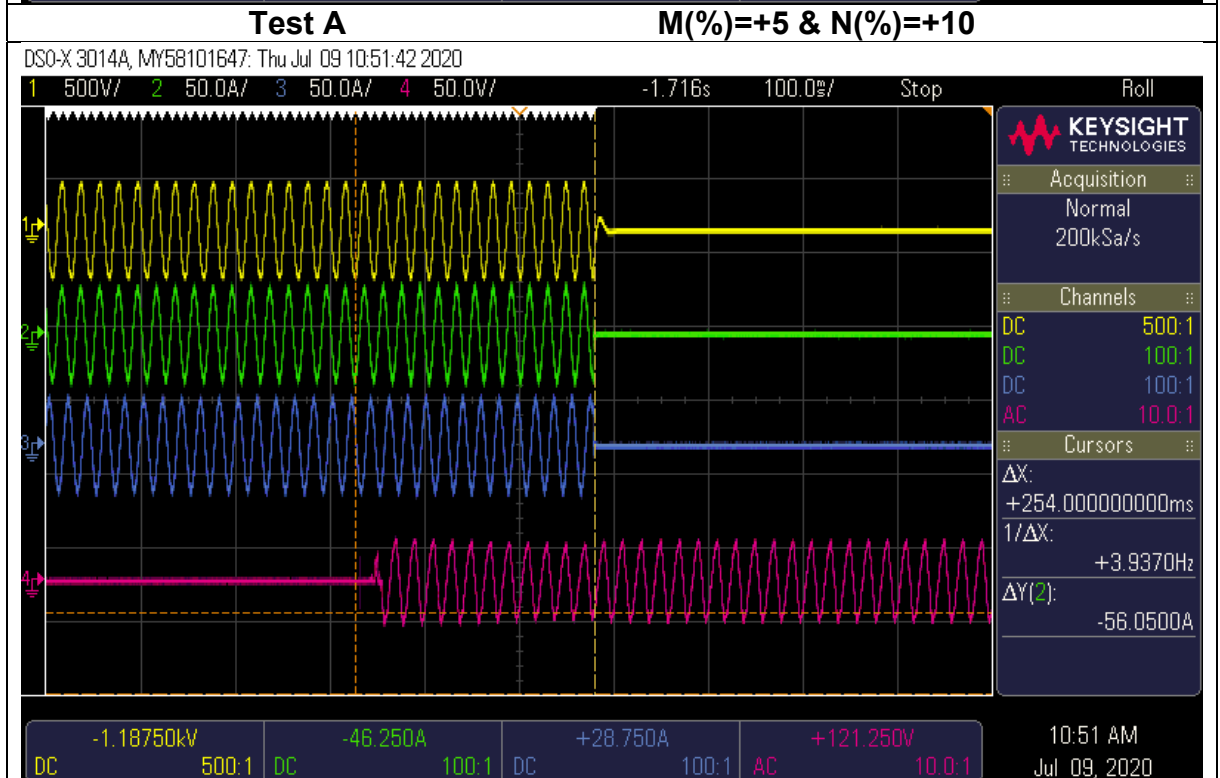 Test A M(%)=+5 & N(%)=+10
DSO-X 3014A, MY58101647: Thu Jul 09 10:51:42 2020
1 500V/ 2 50.0A/ 3 50.0A/ 4 50.0V/ -1.716s 100.0ms/ Stop Roll
KEYSIGHT
TECHNOLOGIES
Acquisition
Normal
200kSa/s
Channels
DC 500:1
DC 100:1
DC 100:1
AC 10.0:1
Cursors
ΔX:
+254.000000000ms
1/ΔX:
+3.9370Hz
ΔY(2):
-56.0500A
1
2
3
4
-1.18750kV -46.250A +28.750A +121.250V
DC 500:1 DC 100:1 DC 100:1 AC 10.0:1
10:51 AM
Jul 09, 2020